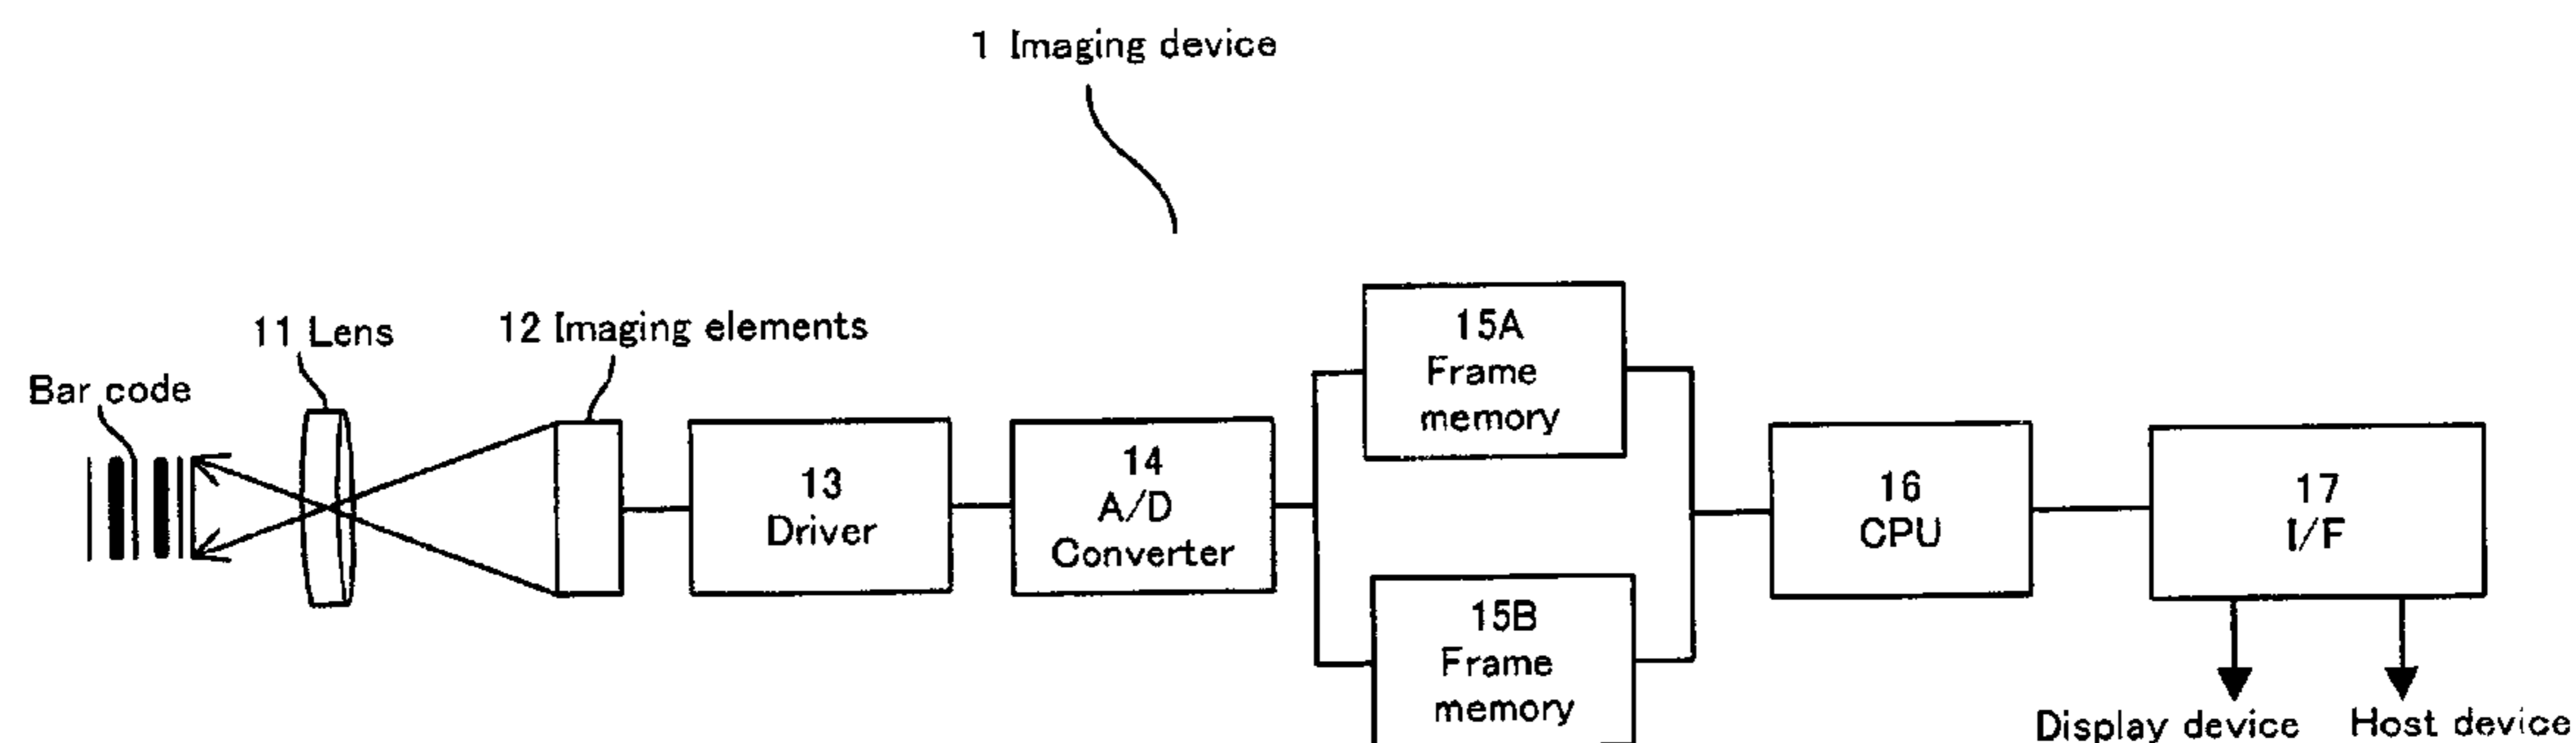 1 Imaging device
11 Lens
12 Imaging elements
Bar code
13
Driver
14
A/D
Converter
15A
Frame
memory
15B
Frame
memory
16
CPU
17
I/F
Display device
Host device